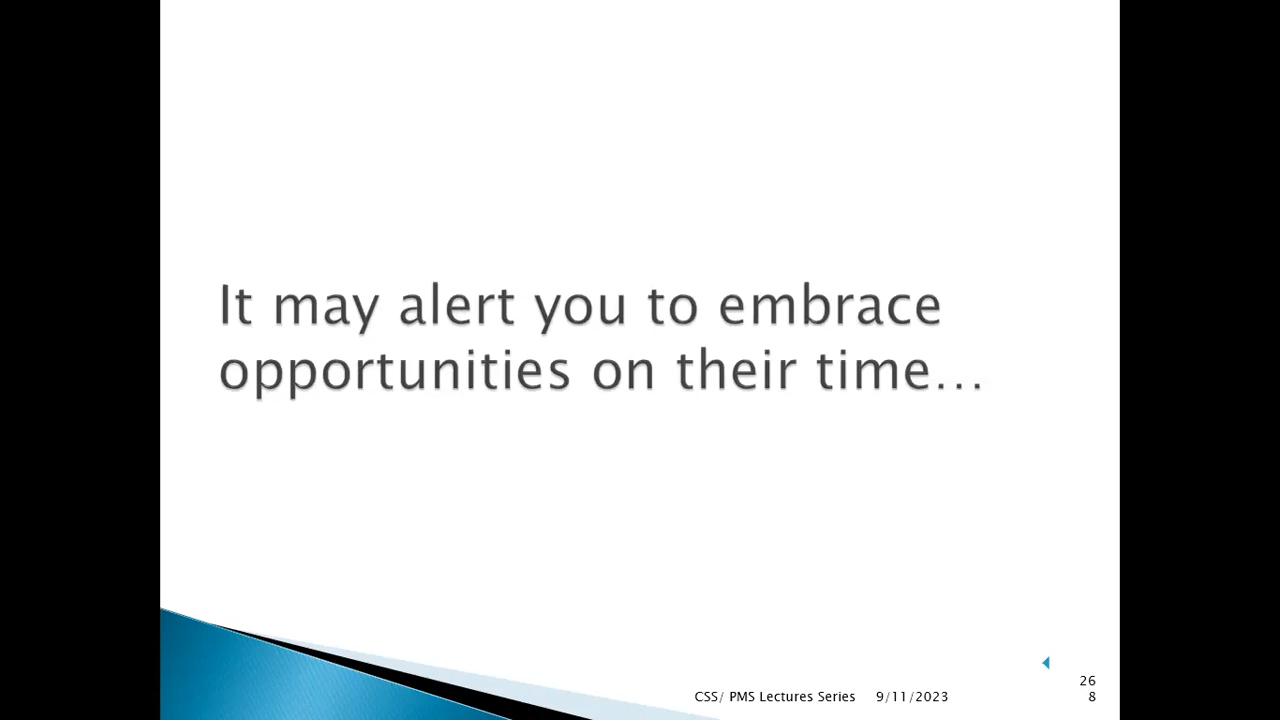 It may alert you to embrace
opportunities on their time…
CSS/ PMS Lectures Series 9/11/2023
26
8